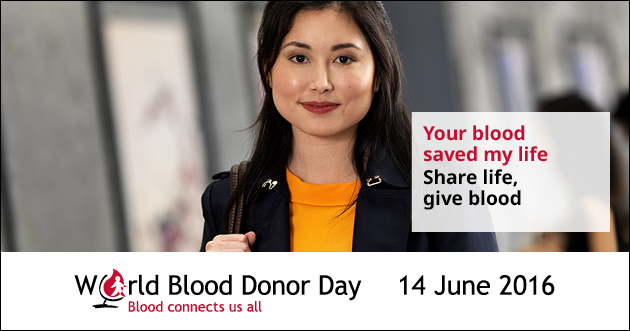 Your blood
saved my life
Share life,
give blood
World Blood Donor Day 14 June 2016
Blood connects us all